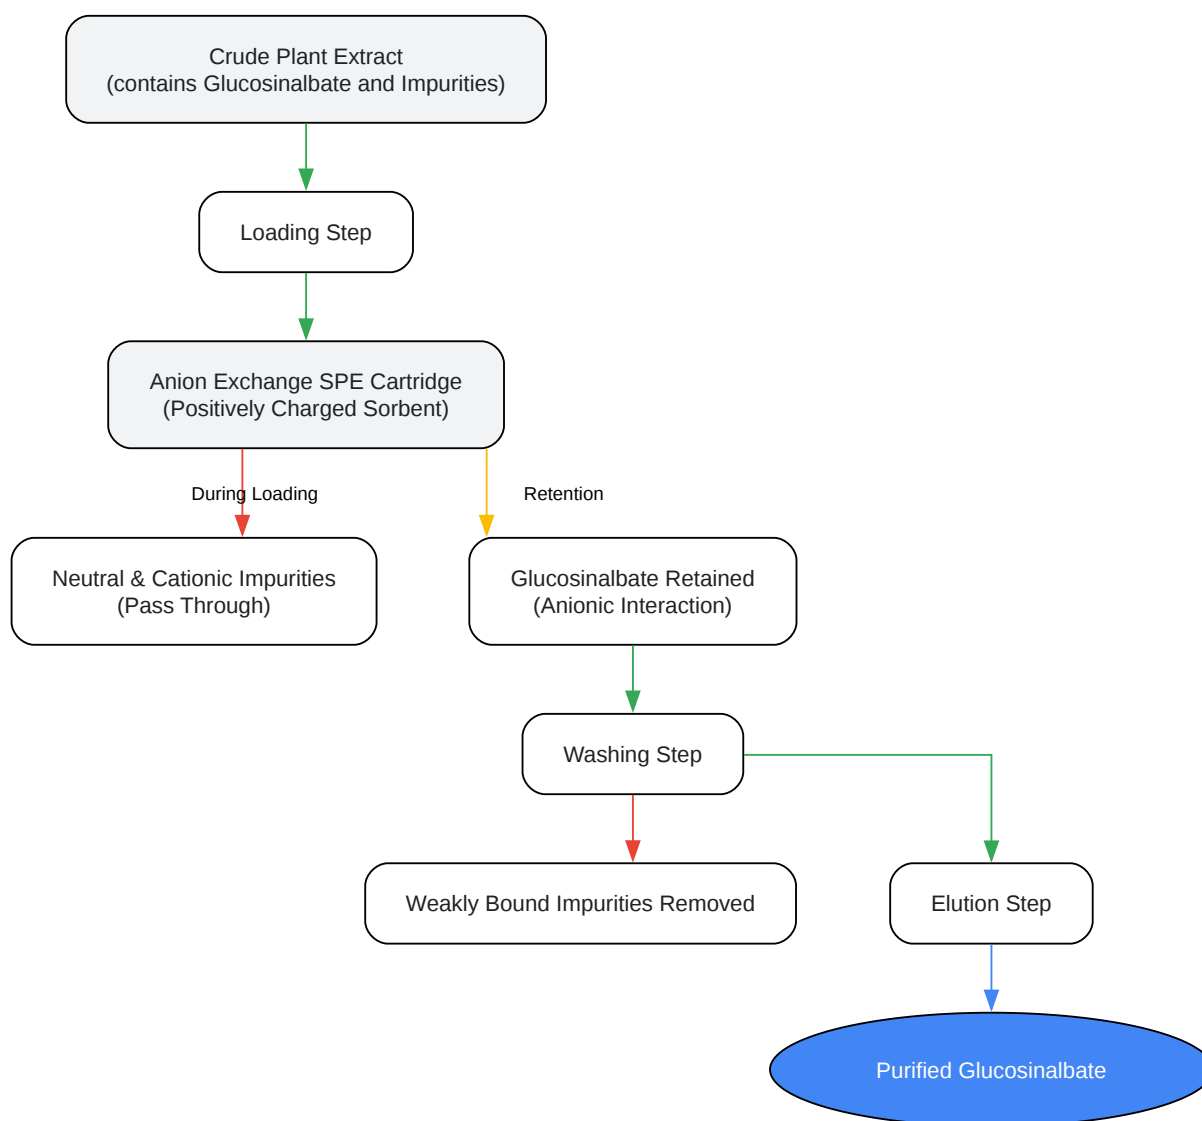 Crude Plant Extract
(contains Glucosinalbate and Impurities)
Loading Step
Anion Exchange SPE Cartridge
(Positively Charged Sorbent)
During Loading
Retention
Neutral & Cationic Impurities
(Pass Through)
Glucosinalbate Retained
(Anionic Interaction)
Washing Step
Weakly Bound Impurities Removed
Elution Step
Purified Glucosinalbate